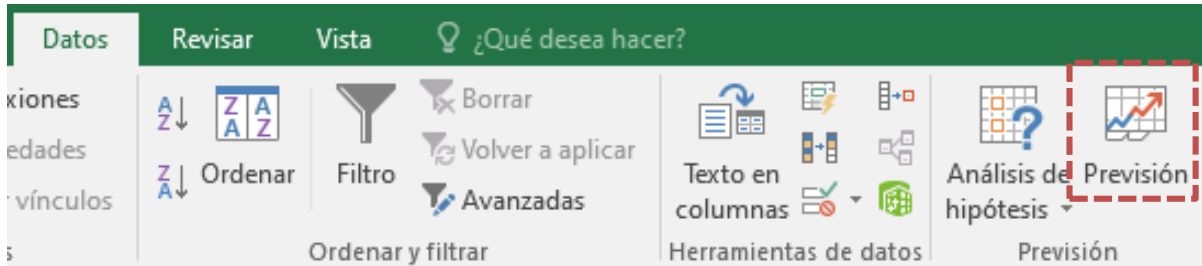 Datos Revisar Vista ¿Qué desea hacer?
xiones
edades
vínculos
s
A
Z
Z
A
Z A
A Z
Ordenar
Filtro
Borrar
Volver a aplicar
Avanzadas
Ordenar y filtrar
Texto en
columnas
Herramientas de datos
Análisis de
hipótesis
Previsión
Previsión